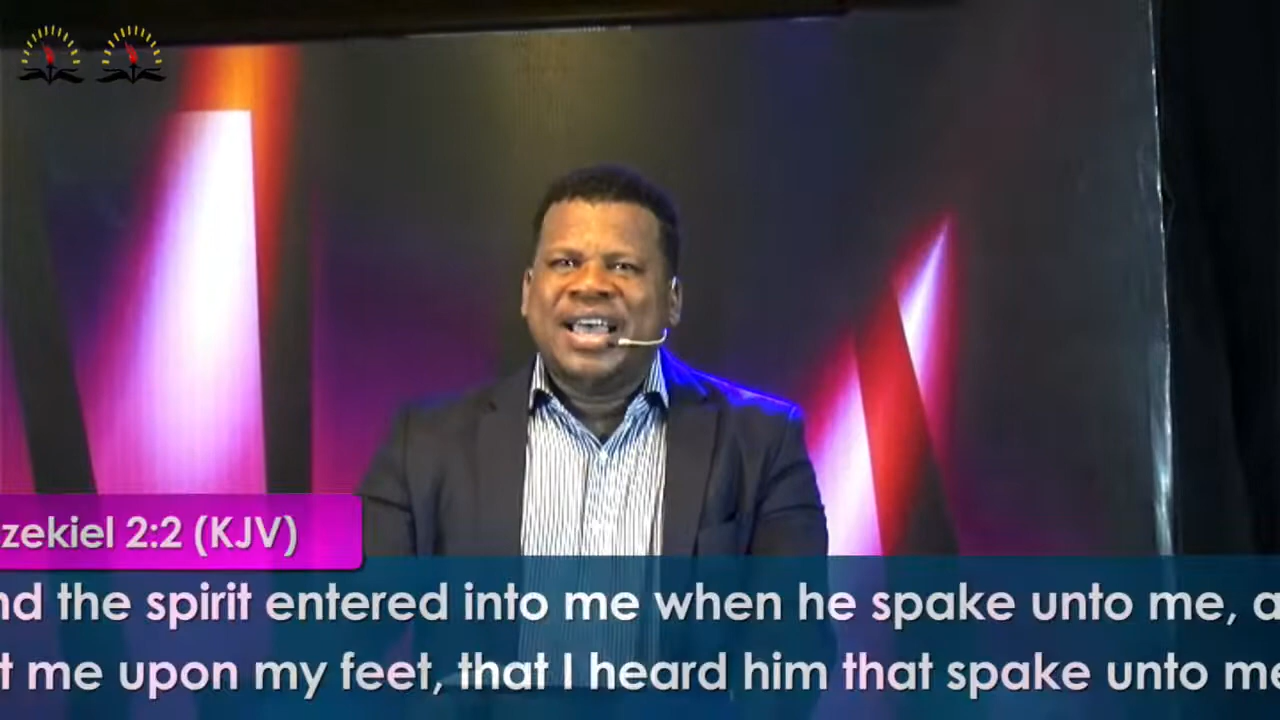 zekiel 2:2 (KJV)
nd the spirit entered into me when he spake unto me, a
t me upon my feet, that I heard him that spake unto me